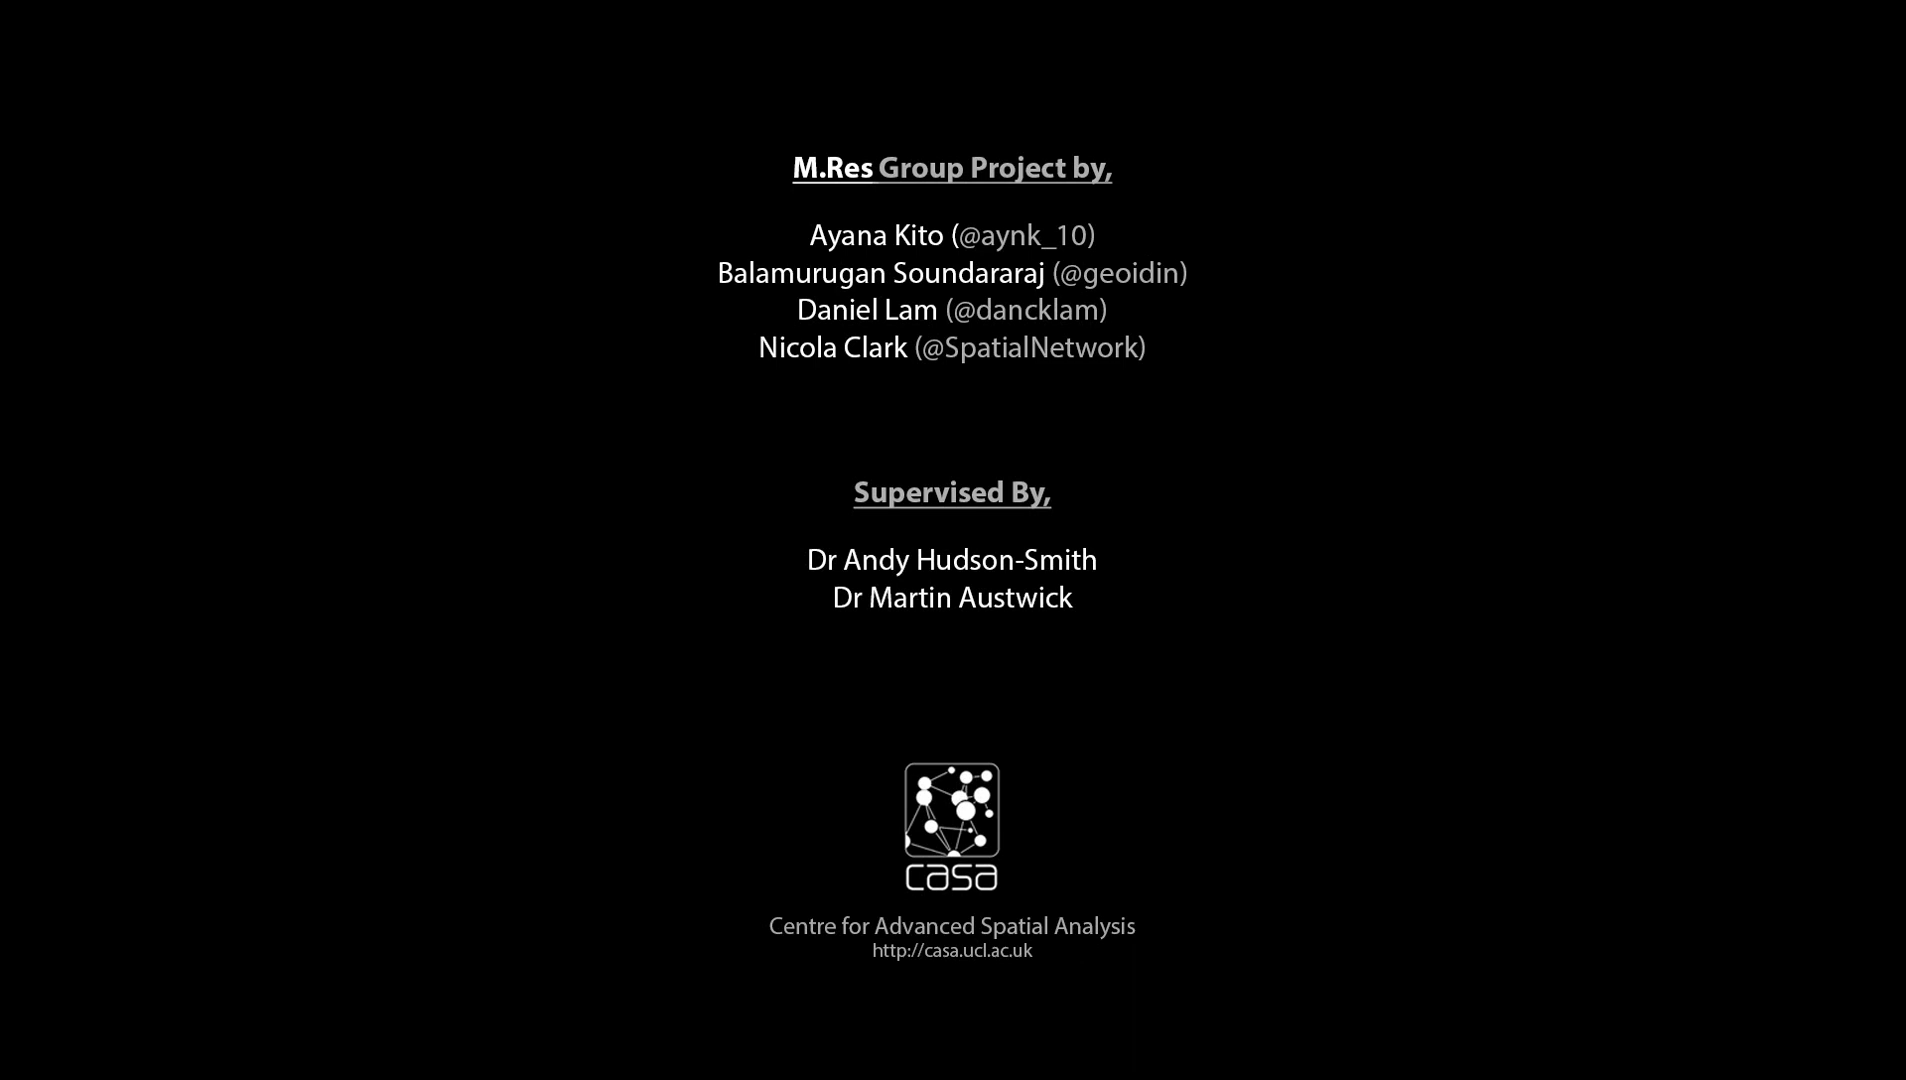 M.Res Group Project by,
Ayana Kito (@aynk_10)
Balamurugan Soundararaj (@geoidin)
Daniel Lam (@dancklam)
Nicola Clark (@SpatialNetwork)
Supervised By,
Dr Andy Hudson-Smith
Dr Martin Austwick
casa
Centre for Advanced Spatial Analysis
http://casa.ucl.ac.uk